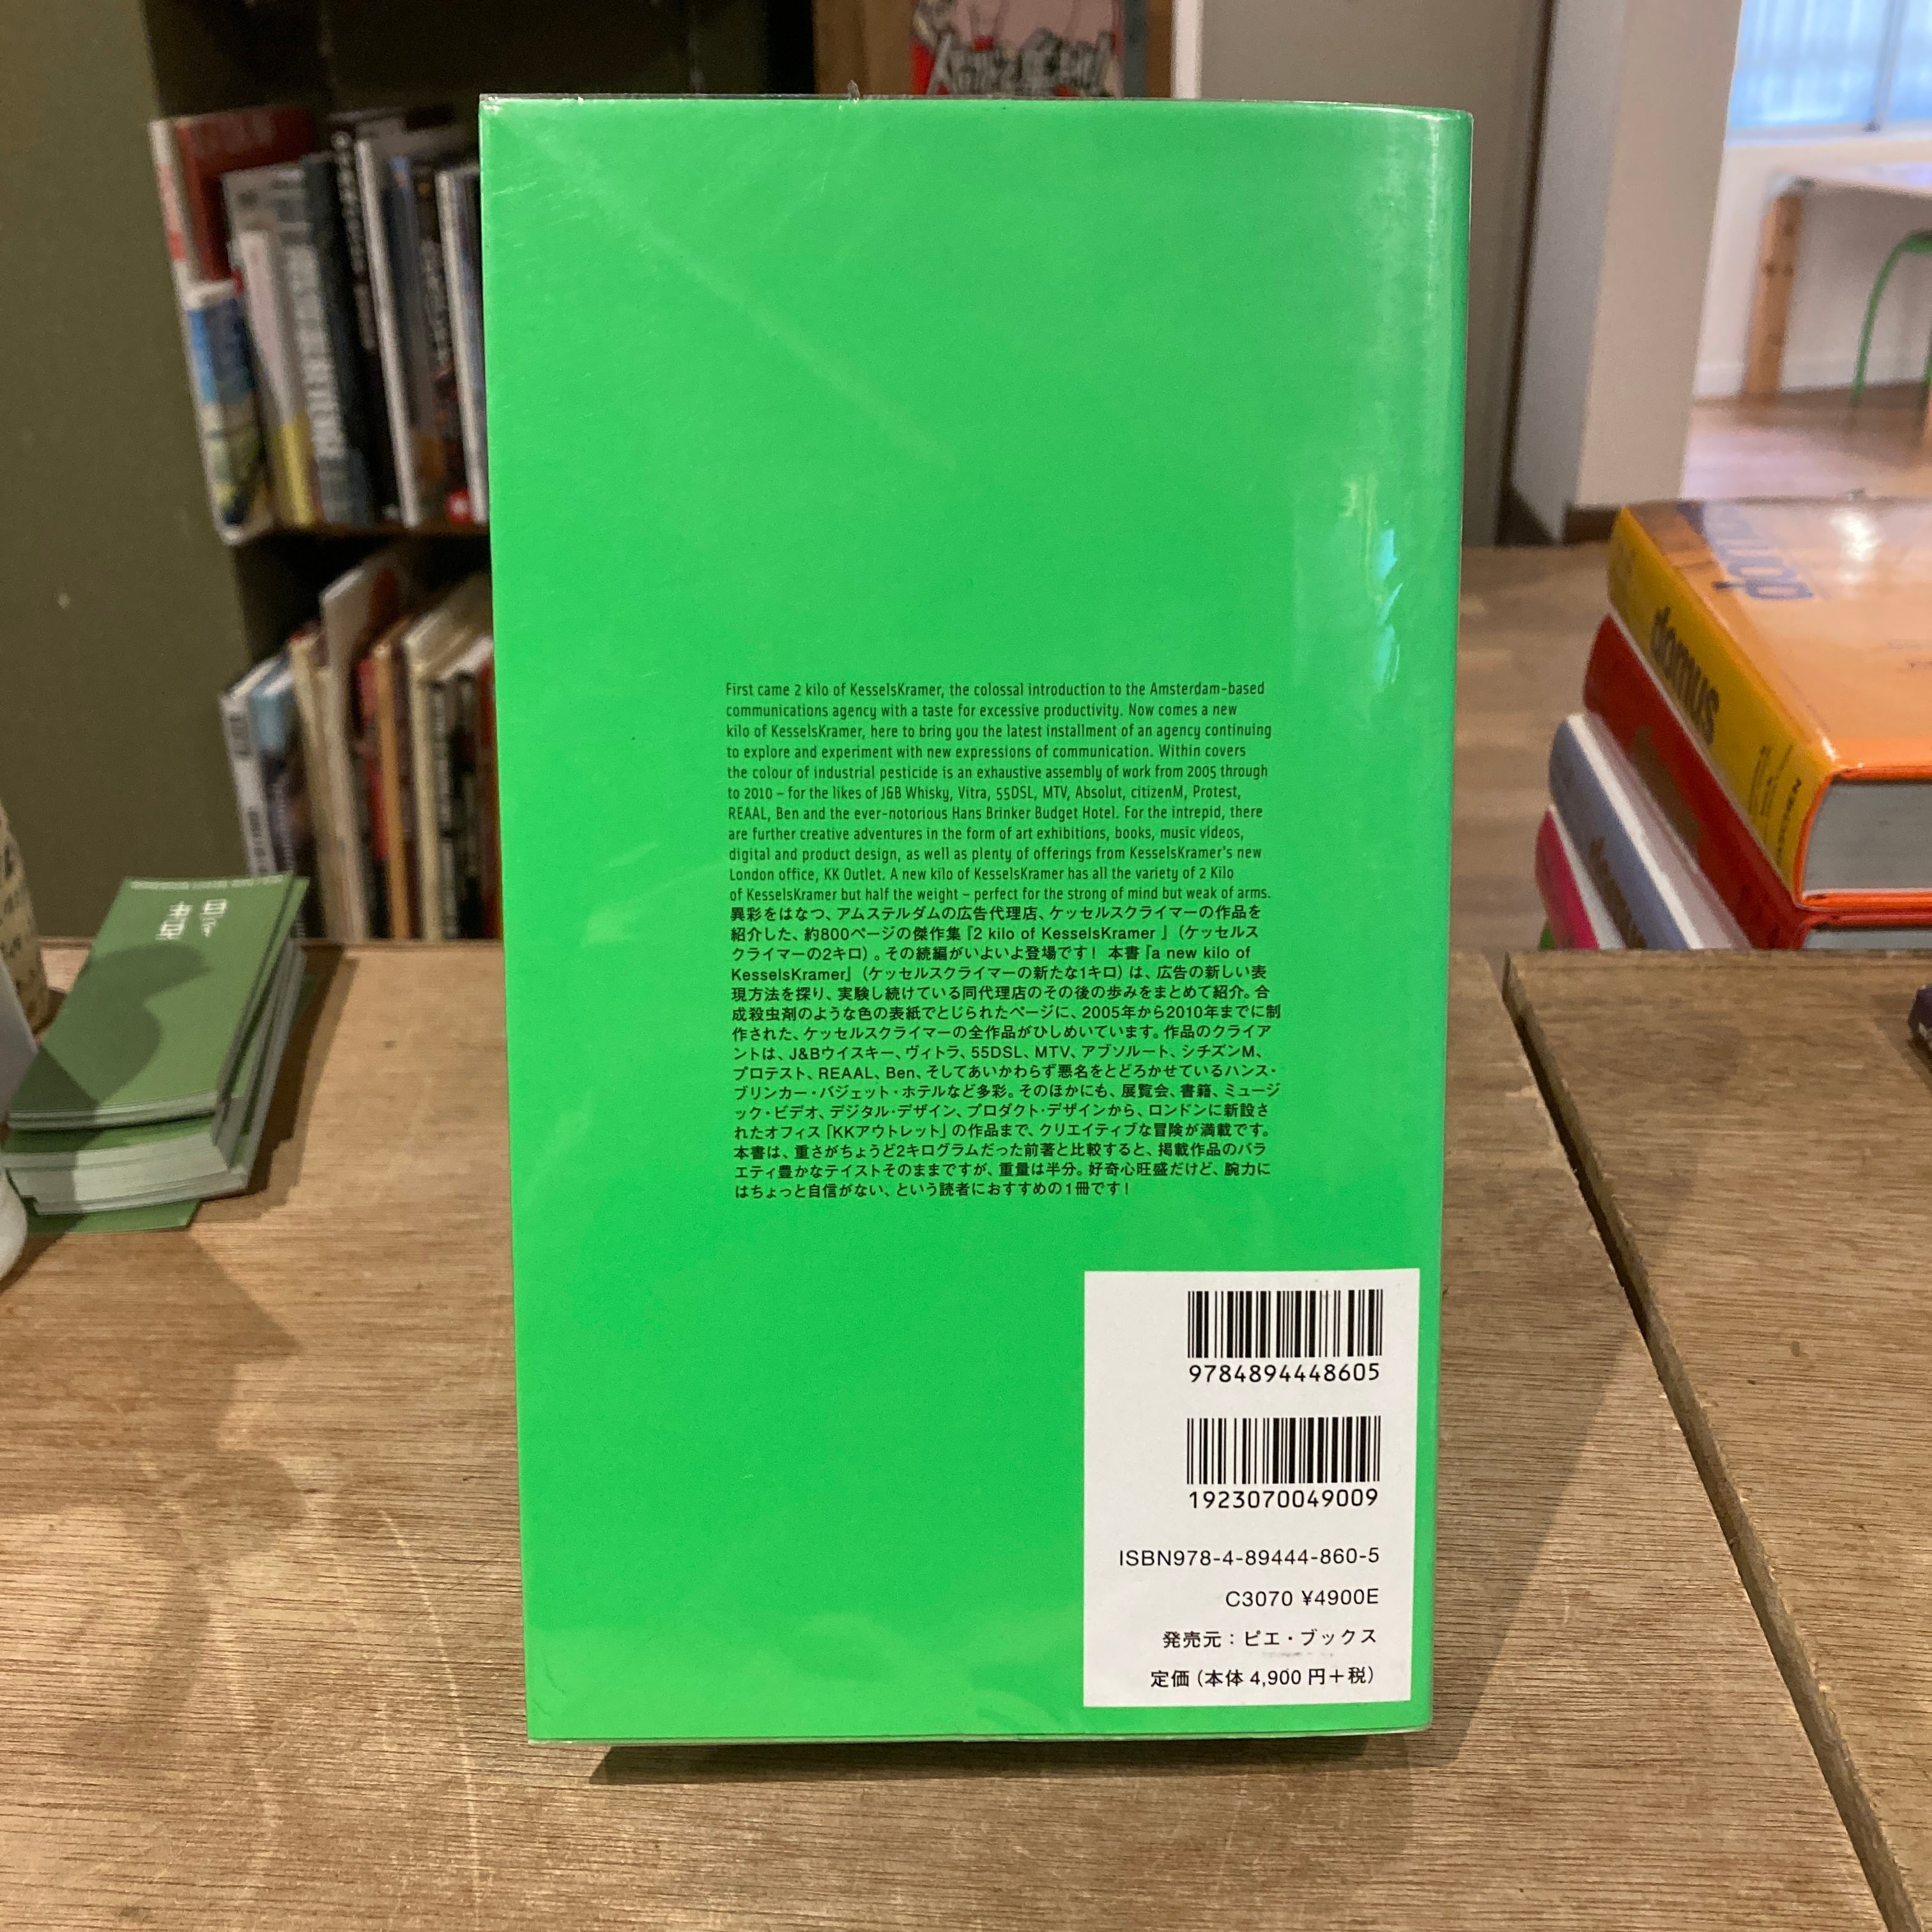 First came 2 kilo of KesselsKramer, the colossal introduction to the Amsterdam-based
communications agency with a taste for excessive productivity. Now comes a new
kilo of KesselsKramer, here to bring you the latest installment of an agency continuing
to explore and experiment with new expressions of communication. Within covers
the colour of industrial pesticide is an exhaustive assembly of work from 2005 through
to 2010 – for the likes of J&B Whisky, Vitra, 55DSL, MTV, Absolut, citizenM, Protest,
REAAL, Ben and the ever-notorious Hans Brinker Budget Hotel. For the intrepid, there
are further creative adventures in the form of art exhibitions, books, music videos,
digital and product design, as well as plenty of offerings from KesselsKramer's new
London office, KK Outlet. A new kilo of KesselsKramer has all the variety of 2 Kilo
of KesselsKramer but half the weight – perfect for the strong of mind but weak of arms.
異彩をはなつ、アムステルダムの広告代理店、ケッセルスクライマーの作品を
紹介した、約800ページの傑作集『2 kilo of KesselsKramer 』（ケッセルス
クライマーの2キロ）。その続編がいよいよ登場です！ 本書『a new kilo of
KesselsKramer』（ケッセルスクライマーの新たな1キロ）は、広告の新しい表
現方法を探り、実験し続けている同代理店のその後の歩みをまとめて紹介。合
成殺虫剤のような色の表紙でとじられたページに、2005年から2010年までに制
作された、ケッセルスクライマーの全作品がひしめいています。作品のクライア
ントは、J&Bウイスキー、ヴィトラ、55DSL、MTV、アブソルート、シチズンM、
プロテスト、REAAL、Ben、そしてあいかわらず悪名をとどろかせているハンス・
ブリンカー・バジェット・ホテルなど多彩。そのほかにも、展覧会、書籍、ミュージ
ック・ビデオ、デジタル・デザイン、プロダクト・デザインから、ロンドンに新設さ
れたオフィス「KKアウトレット」の作品まで、クリエイティブな冒険が満載です。
本書は、重さがちょうど2キログラムだった前著と比較すると、掲載作品のバラ
エティ豊かなテイストそのままですが、重量は半分。好奇心旺盛だけど、腕力に
はちょっと自信がない、という読者におすすめの1冊です！
9784894448605
1923070049009
ISBN978-4-89444-860-5
C3070 ¥4900E
発売元：ピエ・ブックス
定価（本体 4,900 円＋税）
domus
domus